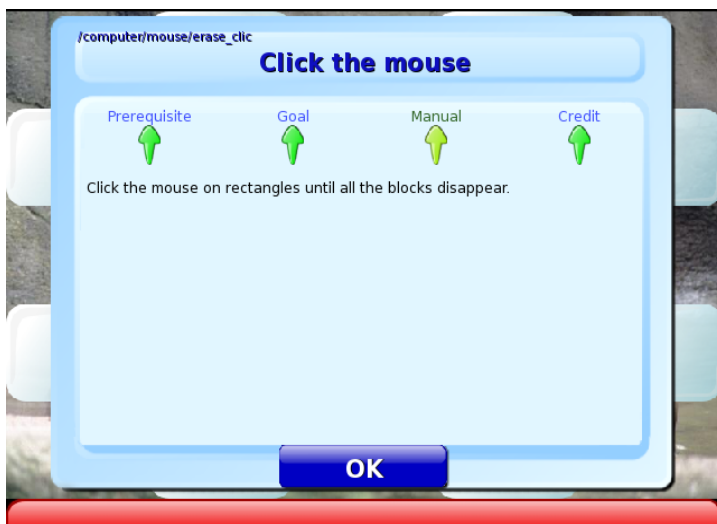 /computer/mouse/erase_clic
Click the mouse
Prerequisite Goal Manual Credit
Click the mouse on rectangles until all the blocks disappear.
OK